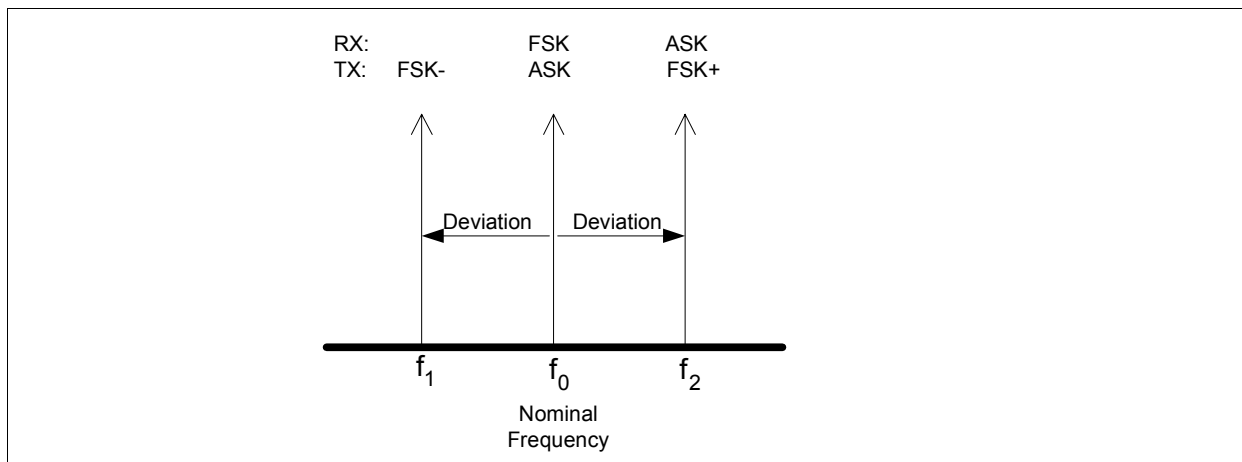 RX: FSK ASK
TX: FSK- ASK FSK+
Deviation Deviation
f1 f0 f2
Nominal
Frequency